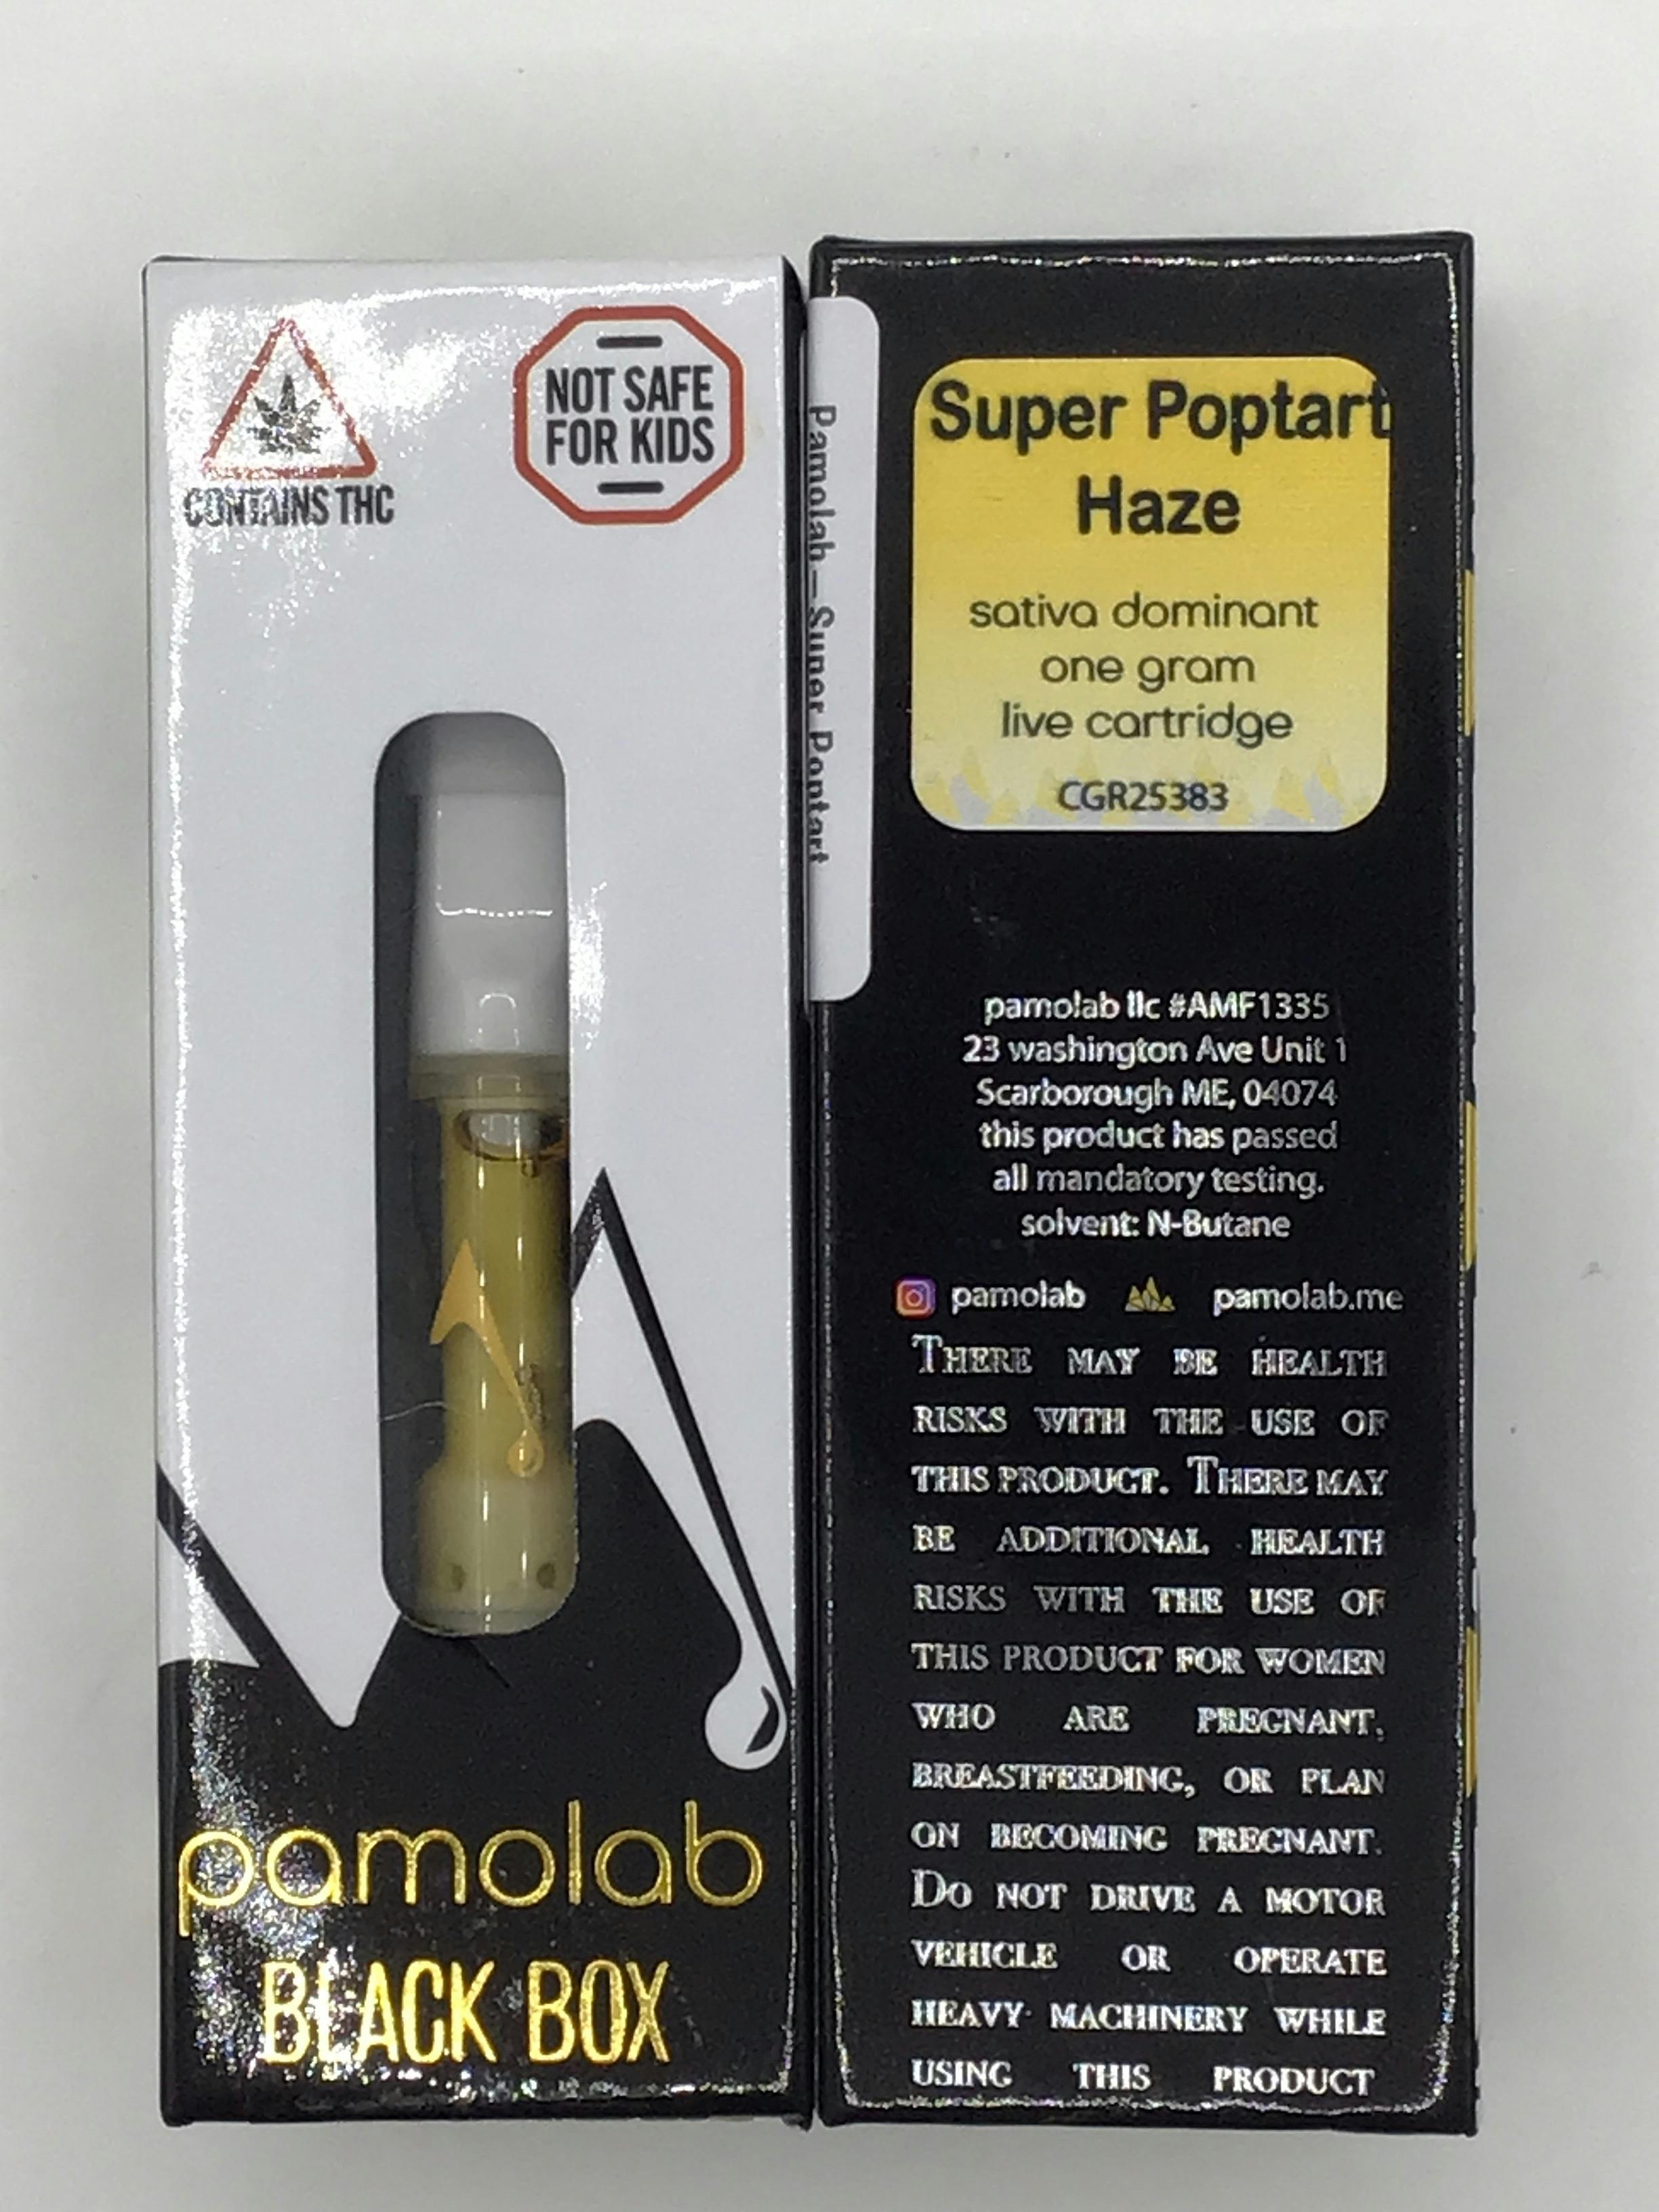 CONTAINS THC
NOT SAFE
FOR KIDS
pamolab
BLACK BOX
Pamolab—Super Poptart
Super Poptart
Haze
sativa dominant
one gram
live cartridge
CGR25383
pamolab llc #AMF1335
23 washington Ave Unit 1
Scarborough ME, 04074
this product has passed
all mandatory testing.
solvent: N-Butane
pamolab pamolab.me
THERE MAY BE HEALTH
RISKS WITH THE USE OF
THIS PRODUCT. THERE MAY
BE ADDITIONAL HEALTH
RISKS WITH THE USE OF
THIS PRODUCT FOR WOMEN
WHO ARE PREGNANT,
BREASTFEEDING, OR PLAN
ON BECOMING PREGNANT.
DO NOT DRIVE A MOTOR
VEHICLE OR OPERATE
HEAVY MACHINERY WHILE
USING THIS PRODUCT